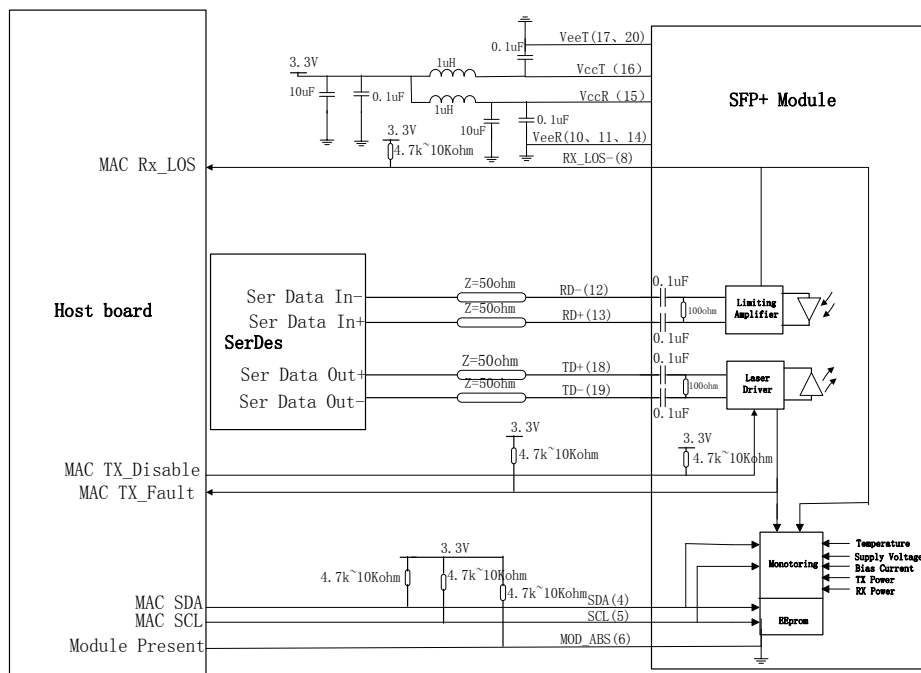 VeeT(17、20)
0.1uF
3.3V
1uH
VccT (16)
10uF
0.1uF
VccR (15)
1uH
10uF
0.1uF
SFP+ Module
3.3V
VeeR(10、11、14)
4.7k~10Kohm
RX_LOS-(8)
MAC Rx_LOS
0.1uF
Z=50ohm
Ser Data In-
RD-(12)
Z=50ohm
100ohm
Limiting
Amplifier
Host board
Ser Data In+
RD+(13)
0.1uF
SerDes
Z=50ohm
0.1uF
Ser Data Out+
TD+(18)
Z=50ohm
100ohm
Laser
Driver
Ser Data Out-
TD-(19)
0.1uF
3.3V
3.3V
4.7k~10Kohm
4.7k~10Kohm
MAC TX_Disable
MAC TX_Fault
3.3V
Temperature
Supply Voltage
Monotoring
Bias Current
TX Power
RX Power
4.7k~10Kohm
4.7k~10Kohm
4.7k~10Kohm
MAC SDA
SDA(4)
MAC SCL
SCL(5)
EEprom
Module Present
MOD_ABS(6)